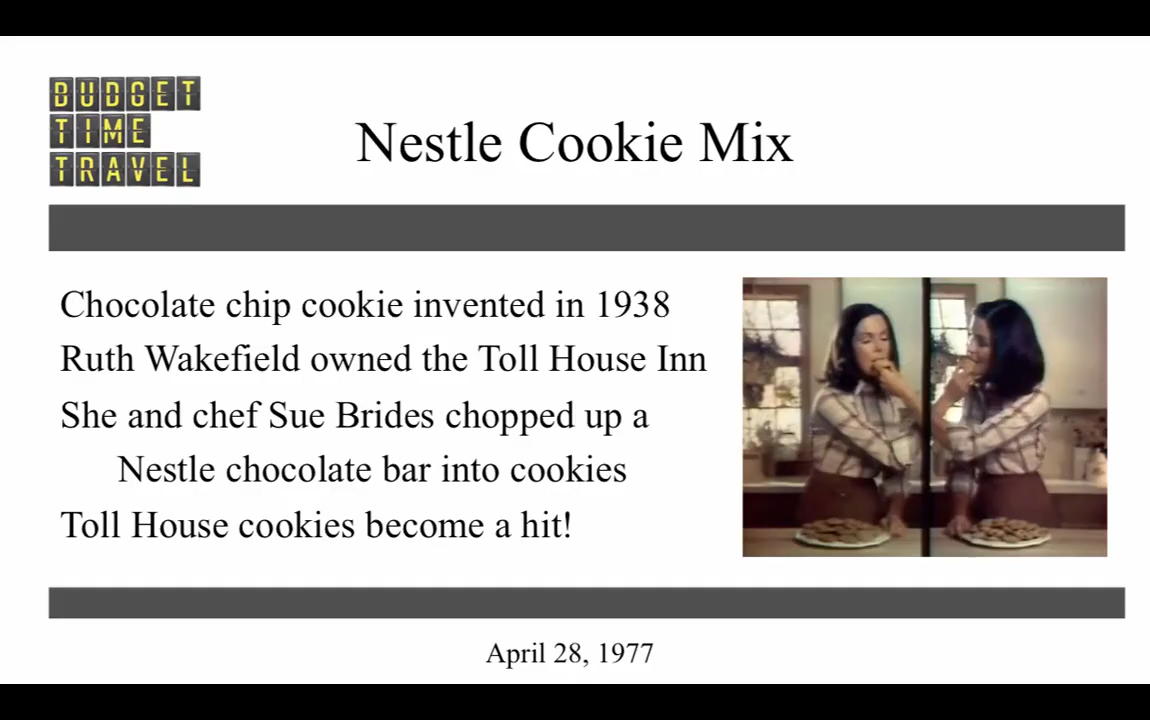 BUDGET
TIME
TRAVEL
Nestle Cookie Mix
Chocolate chip cookie invented in 1938
Ruth Wakefield owned the Toll House Inn
She and chef Sue Brides chopped up a
Nestle chocolate bar into cookies
Toll House cookies become a hit!
April 28, 1977